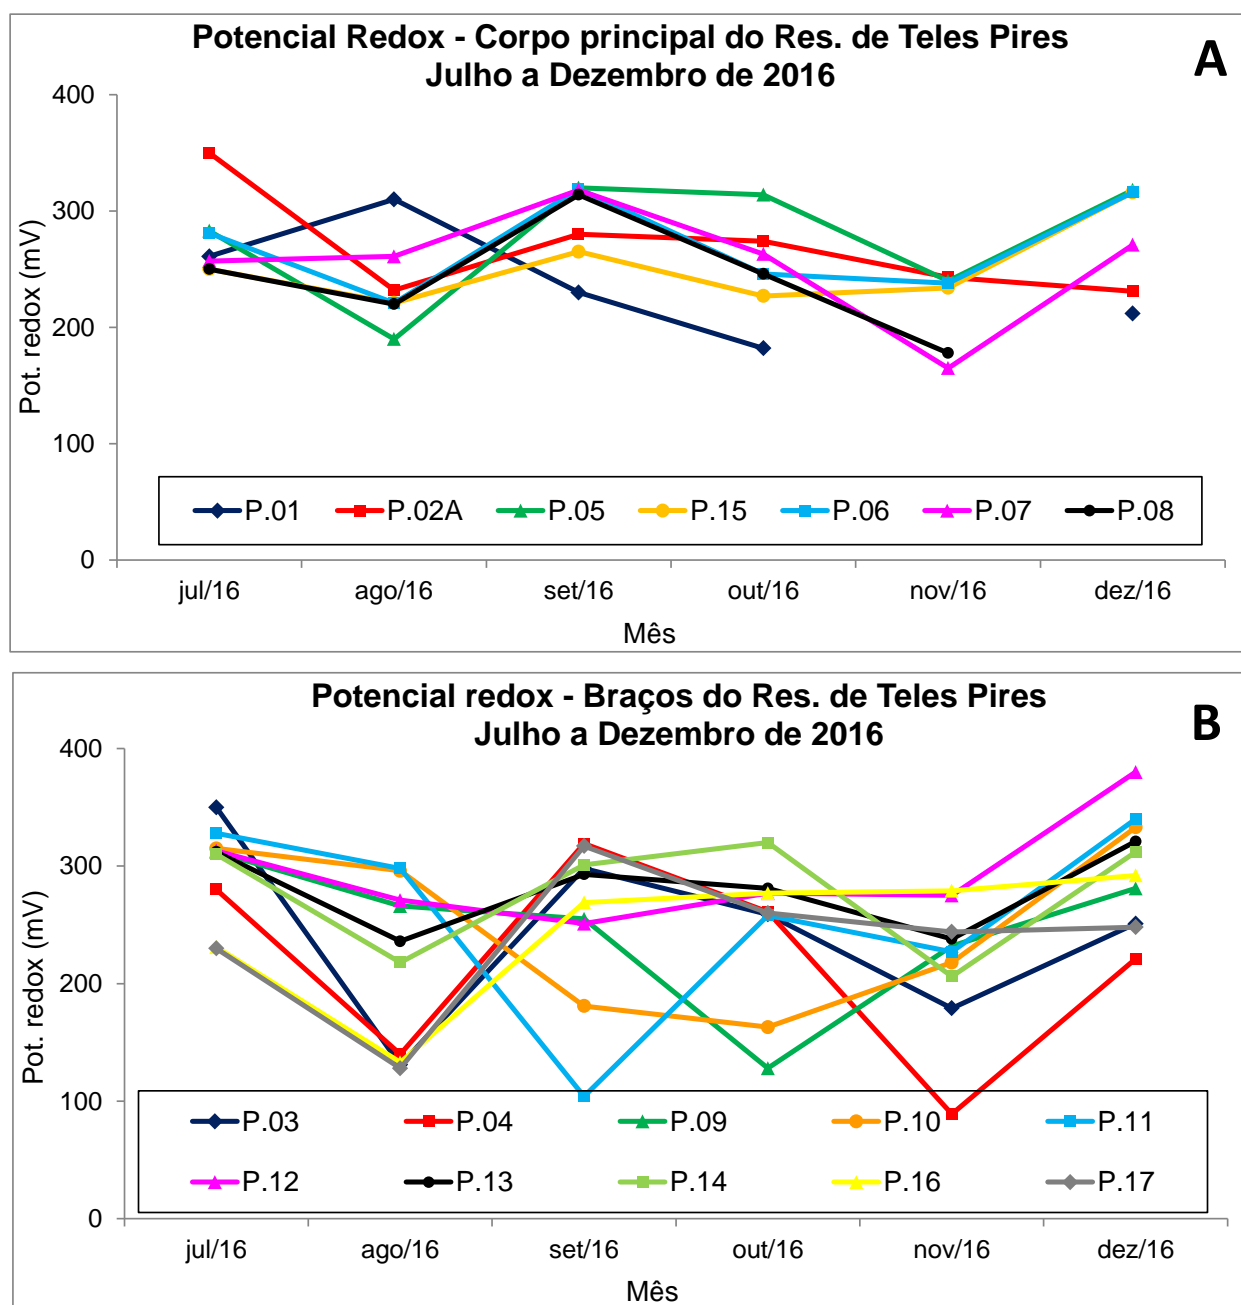 Potencial Redox - Corpo principal do Res. de Teles Pires
Julho a Dezembro de 2016
A
400
300
200
100
0
Pot. redox (mV)
P.01 P.02A P.05 P.15 P.06 P.07 P.08
jul/16 ago/16 set/16 out/16 nov/16 dez/16
Mês
Potencial redox - Braços do Res. de Teles Pires
Julho a Dezembro de 2016
B
400
300
200
100
0
Pot. redox (mV)
P.03 P.04 P.09 P.10 P.11
P.12 P.13 P.14 P.16 P.17
jul/16 ago/16 set/16 out/16 nov/16 dez/16
Mês